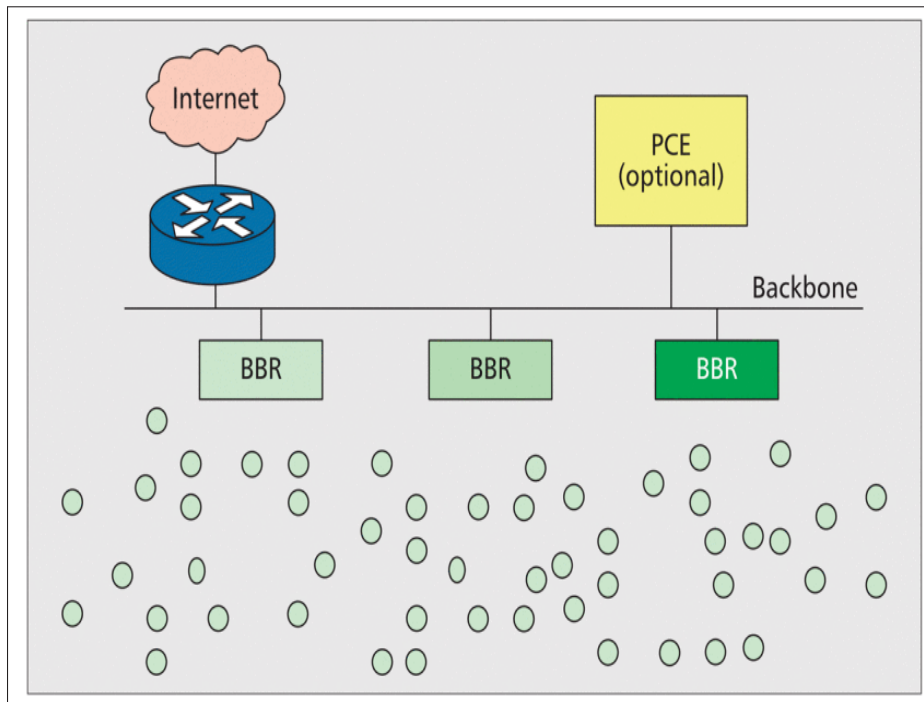 Internet
PCE
(optional)
Backbone
BBR
BBR
BBR